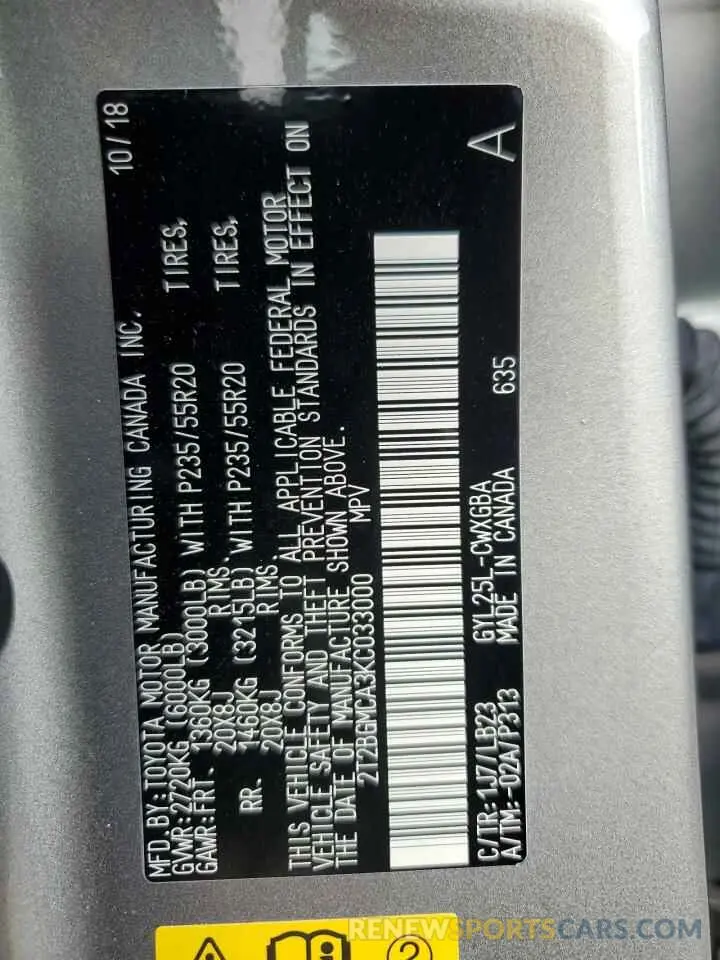 MFD.BY:TOYOTA MOTOR MANUFACTURING CANADA INC. 10/18
GVWR:2720KG (6000LB)
GAWR:FRT. 1360KG (3000LB) WITH P235/55R20 TIRES,
20X8J RIMS.
RR. 1460KG (3215LB) WITH P235/55R20 TIRES,
20X8J RIMS.
THIS VEHICLE CONFORMS TO ALL APPLICABLE FEDERAL MOTOR
VEHICLE SAFETY AND THEFT PREVENTION STANDARDS IN EFFECT ON
THE DATE OF MANUFACTURE SHOWN ABOVE.
2T2BGMCA3KC033000 MPV
A
C/TR:1J7/LB23 GYL25L-CWXGBA
A/TM:-02A/P313 MADE IN CANADA 635
i 2
RENEWSPORTSCARS.COM